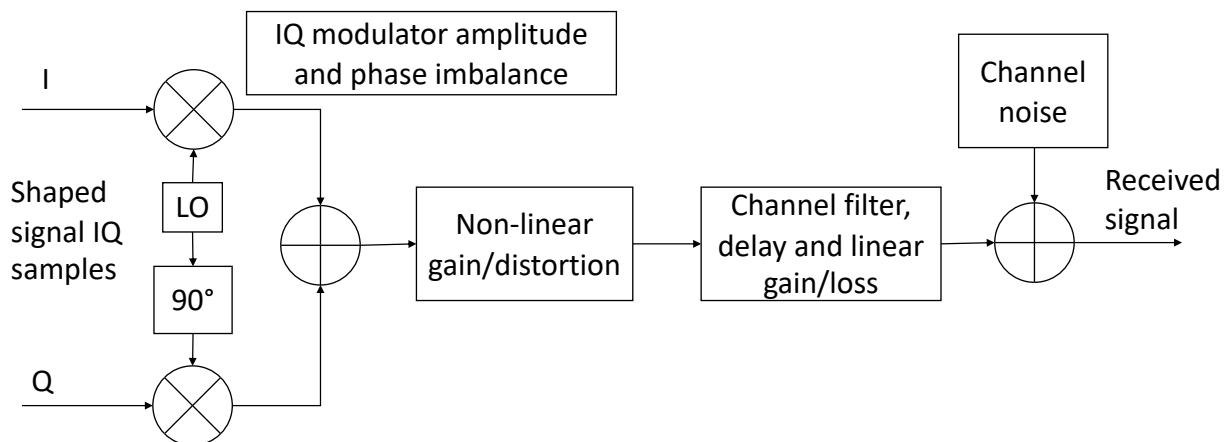 I
IQ modulator amplitude
and phase imbalance
Channel
noise
Shaped
signal IQ
samples
LO
90°
Non-linear
gain/distortion
Channel filter,
delay and linear
gain/loss
Received
signal
Q